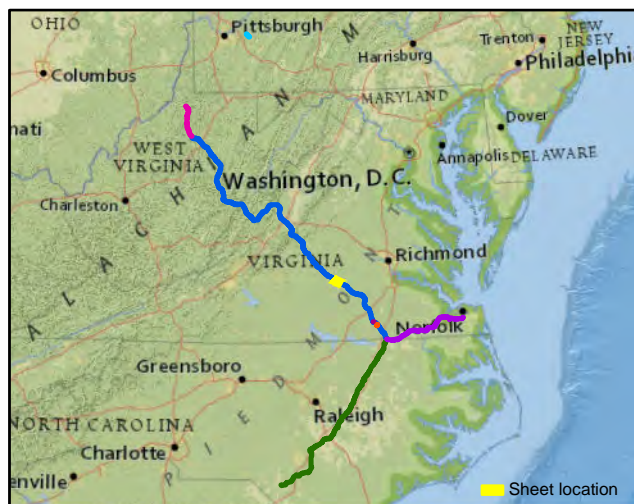 OHIO
Pittsburgh
Harrisburg
Trenton
NEW
JERSEY
Philadelphia
Columbus
MARYLAND
Dover
nati
WEST
VIRGINIA
Annapolis
DELAWARE
Washington, D.C.
Charleston
VIRGINIA
Richmond
A L A C H I A N M
P I E D M O N T
Norfolk
Greensboro
Raleigh
NORTH CAROLINA
Charlotte
enville
Sheet location